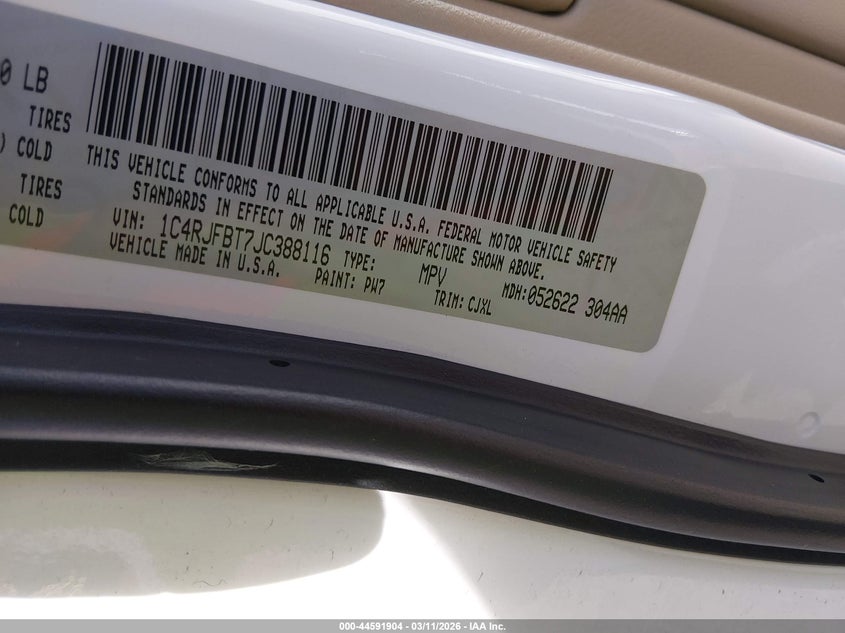 0 LB
TIRES
) COLD
TIRES
COLD
THIS VEHICLE CONFORMS TO ALL APPLICABLE U.S.A. FEDERAL MOTOR VEHICLE SAFETY
STANDARDS IN EFFECT ON THE DATE OF MANUFACTURE SHOWN ABOVE.
VIN: 1C4RJFBT7JC388116 TYPE: MPV MDH:052622 304AA
VEHICLE MADE IN U.S.A. PAINT: PW7 TRIM: CJXL
000-44591904 - 03/11/2026 - IAA Inc.